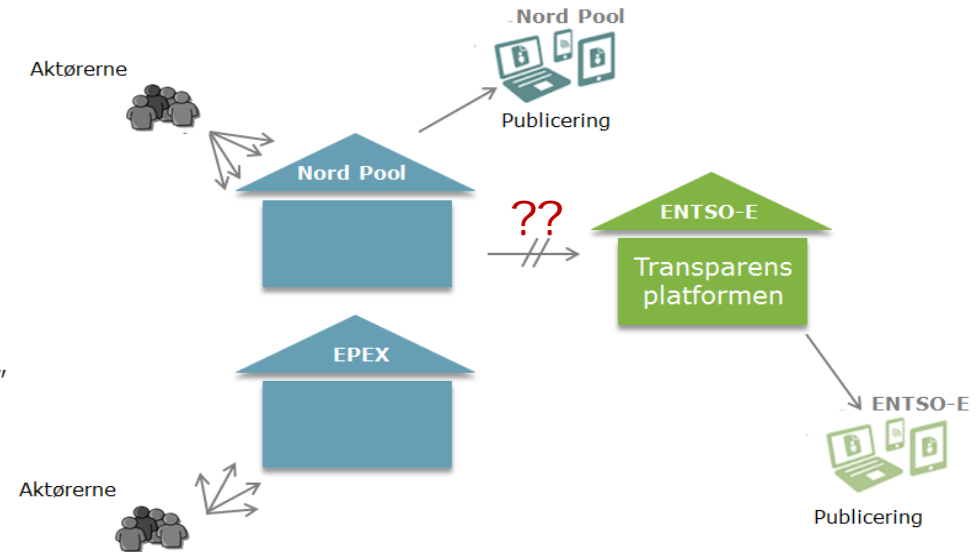 Nord Pool
Aktørerne
Publicering
Nord Pool
??
ENTSO-E
Transparens
platformen
EPEX
"
ENTSO-E
Aktørerne
Publicering